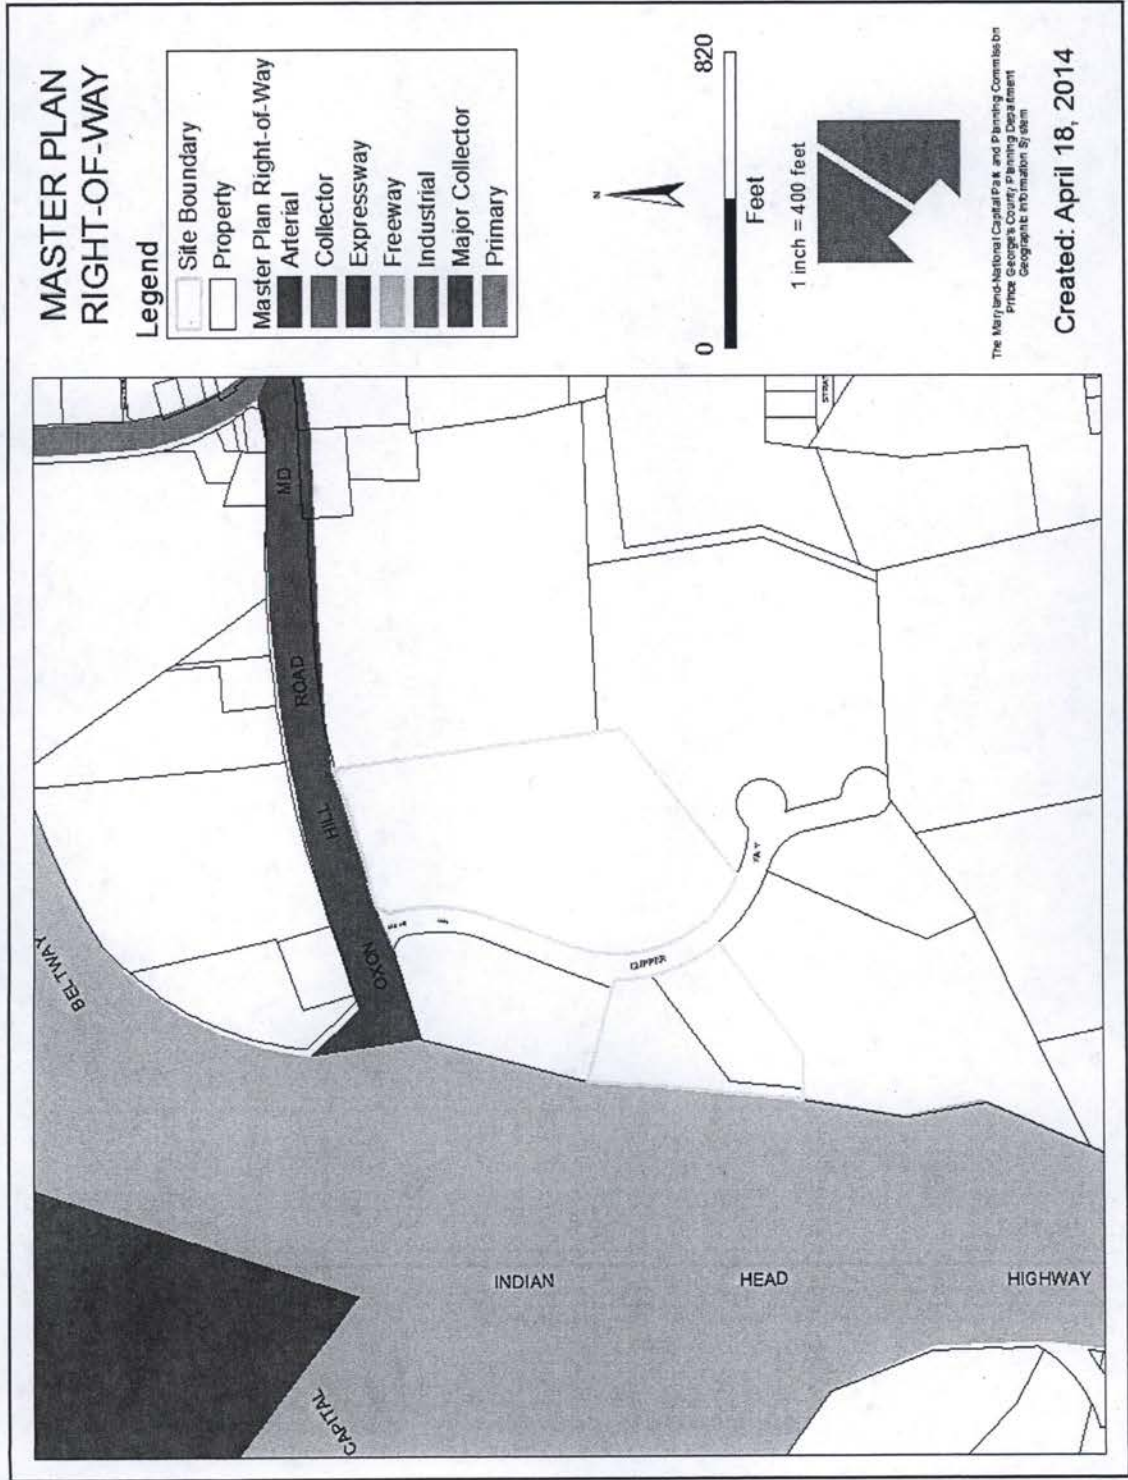 MASTER PLAN
RIGHT-OF-WAY
Legend
Site Boundary
Property
Master Plan Right-of-Way
Arterial
Collector
Expressway
Freeway
Industrial
Major Collector
Primary
0
820
Feet
1 inch = 400 feet
N
The Maryland-National Capital Park and Planning Commission
Prince George's County Planning Department
Geographic Information System
Created: April 18, 2014
BELTWAY
CAPITAL
OXON
HILL
ROAD
MD
CLIPPER
WAY
INDIAN
HEAD
HIGHWAY